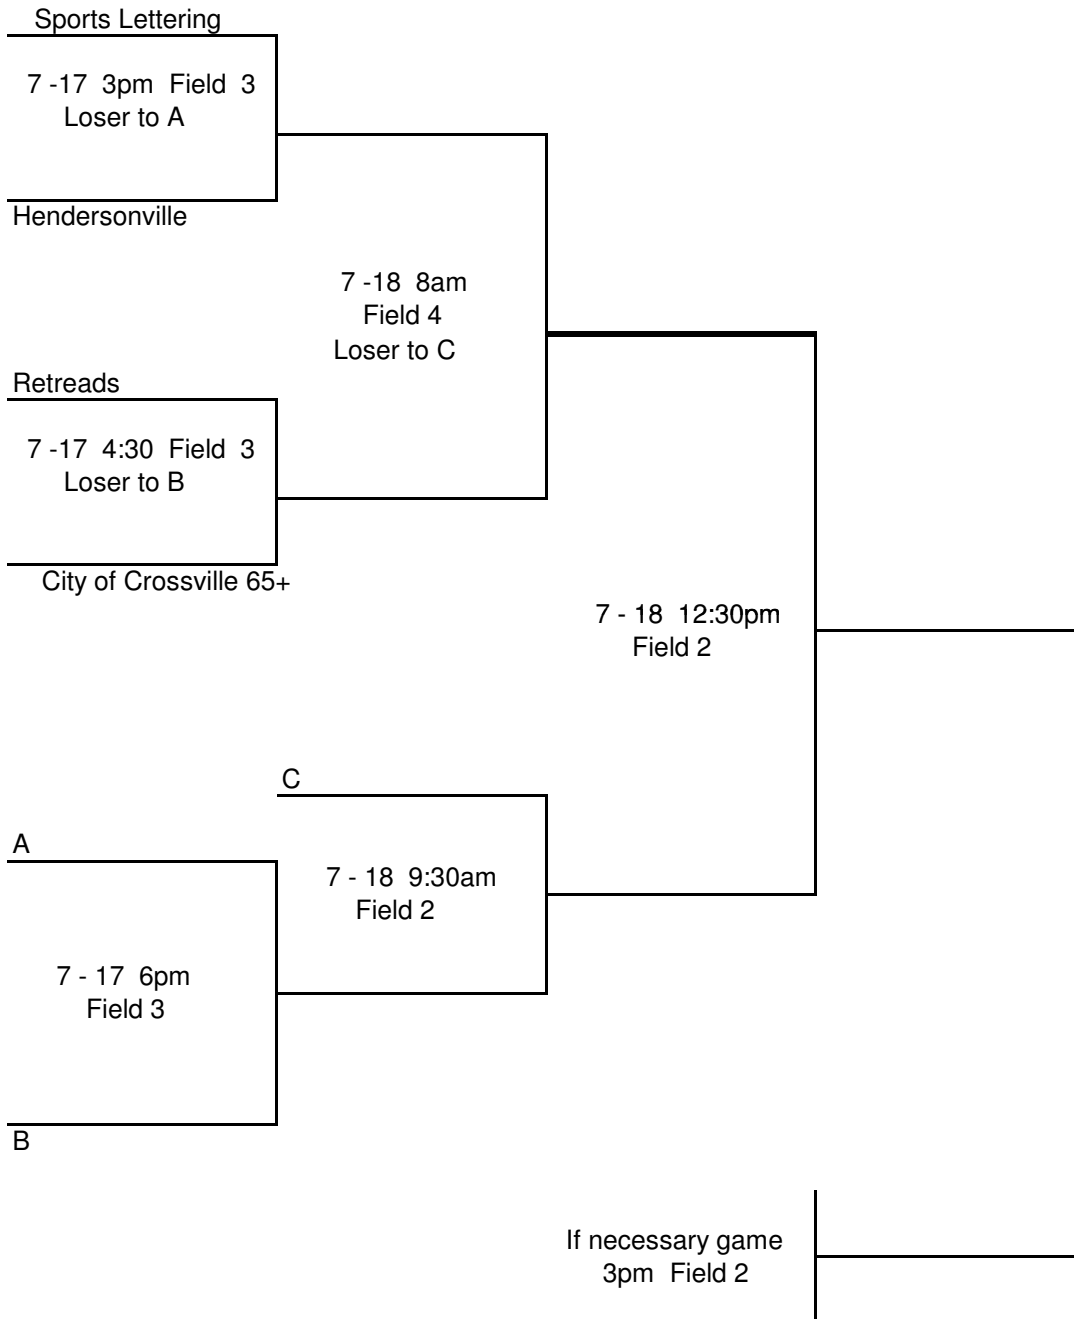 Sports Lettering
7 -17 3pm Field 3
Loser to A
Hendersonville
7 -18 8am
Field 4
Loser to C
Retreads
7 -17 4:30 Field 3
Loser to B
City of Crossville 65+
7 - 18 12:30pm
Field 2
C
A
7 - 18 9:30am
Field 2
7 - 17 6pm
Field 3
B
If necessary game
3pm Field 2